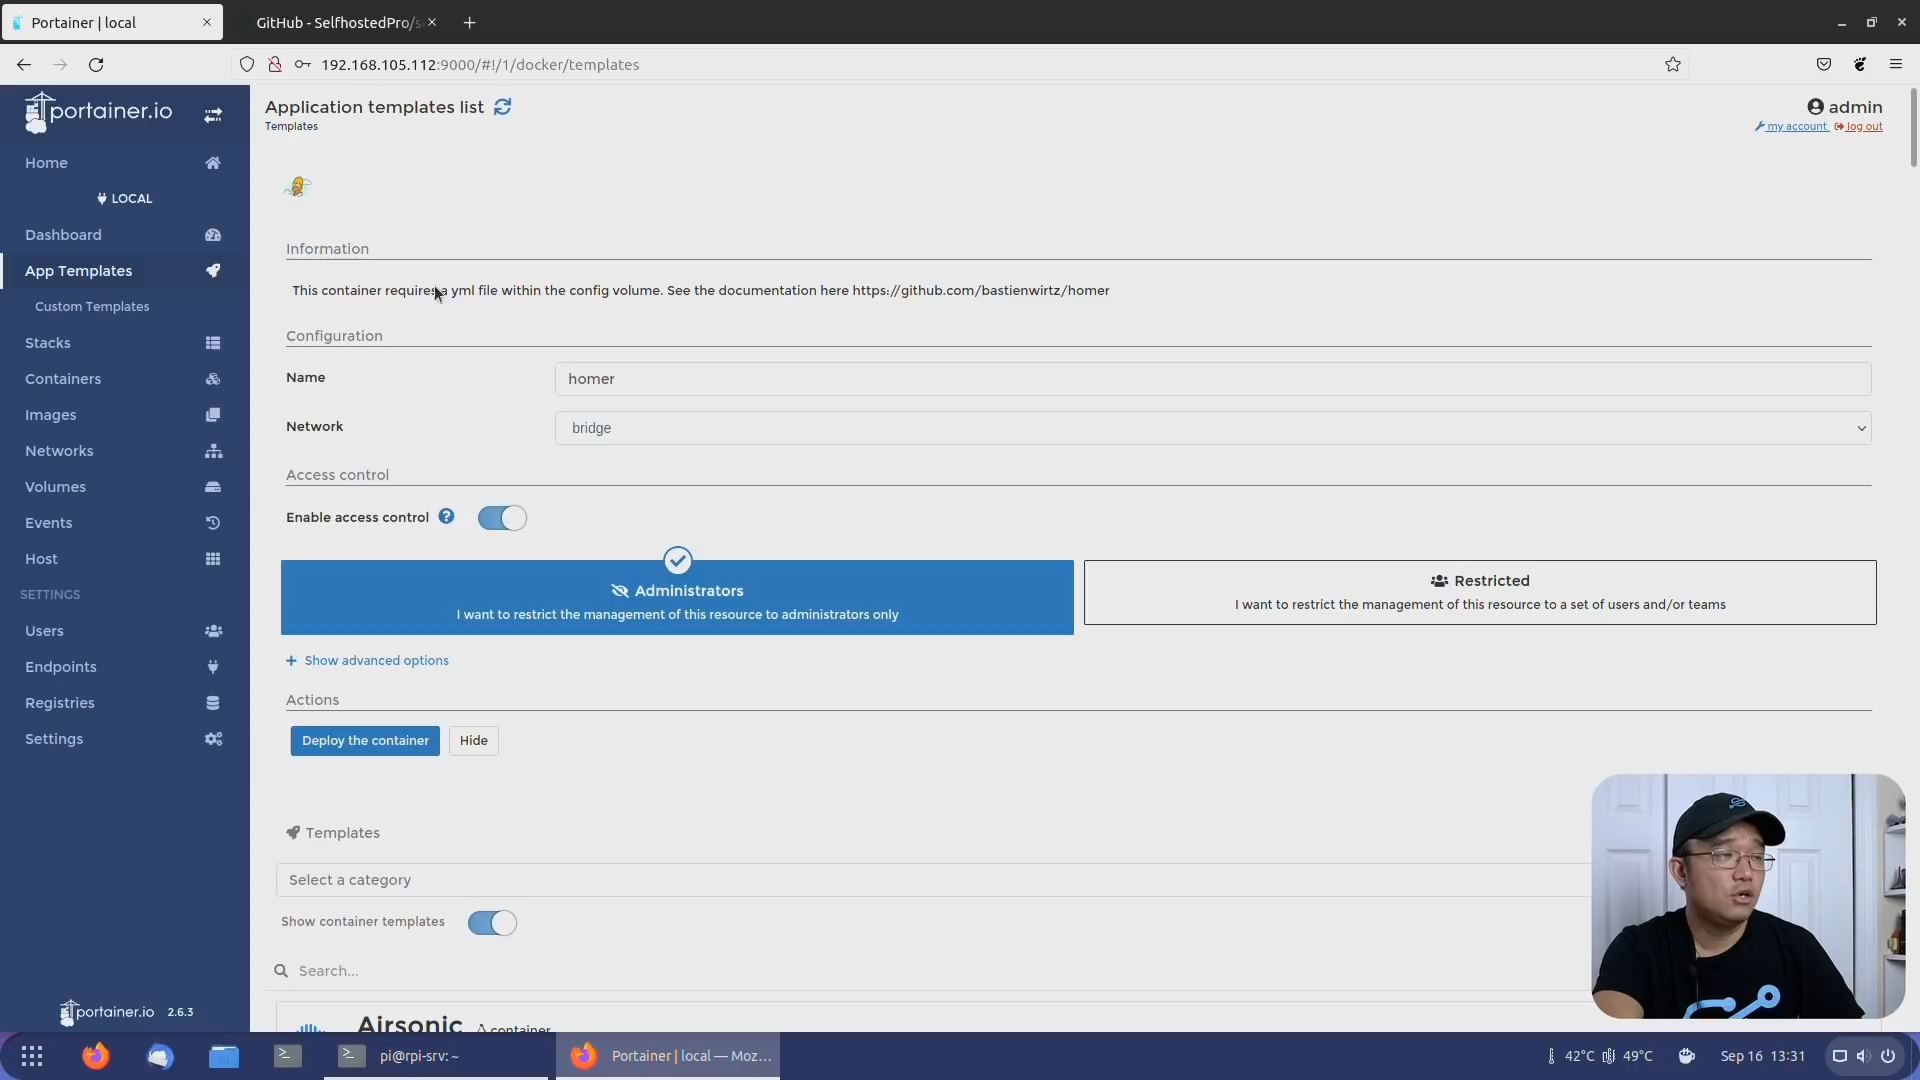 Portainer | local
GitHub - SelfhostedPro/s
192.168.105.112:9000/#!/1/docker/templates
portainer.io
Home
LOCAL
Dashboard
App Templates
Custom Templates
Stacks
Containers
Images
Networks
Volumes
Events
Host
SETTINGS
Users
Endpoints
Registries
Settings
portainer.io 2.6.3
Application templates list
Templates
admin
my account log out
Information
This container requires a yml file within the config volume. See the documentation here https://github.com/bastienwirtz/homer
Configuration
Name homer
Network bridge
Access control
Enable access control
Administrators
I want to restrict the management of this resource to administrators only
Restricted
I want to restrict the management of this resource to a set of users and/or teams
+ Show advanced options
Actions
Deploy the container Hide
Templates
Select a category
Show container templates
Search...
Airsonic container
pi@rpi-srv: ~
Portainer | local — Moz...
42°C 49°C Sep 16 13:31